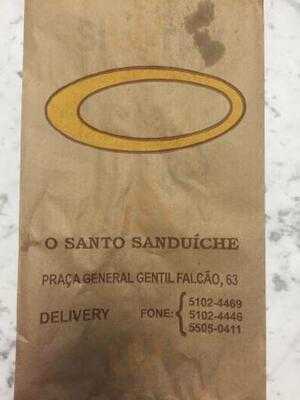 O SANTO SANDUÍCHE
PRAÇA GENERAL GENTIL FALCÃO, 63
5102-4469
DELIVERY FONE: { 5102-4446
5505-0411